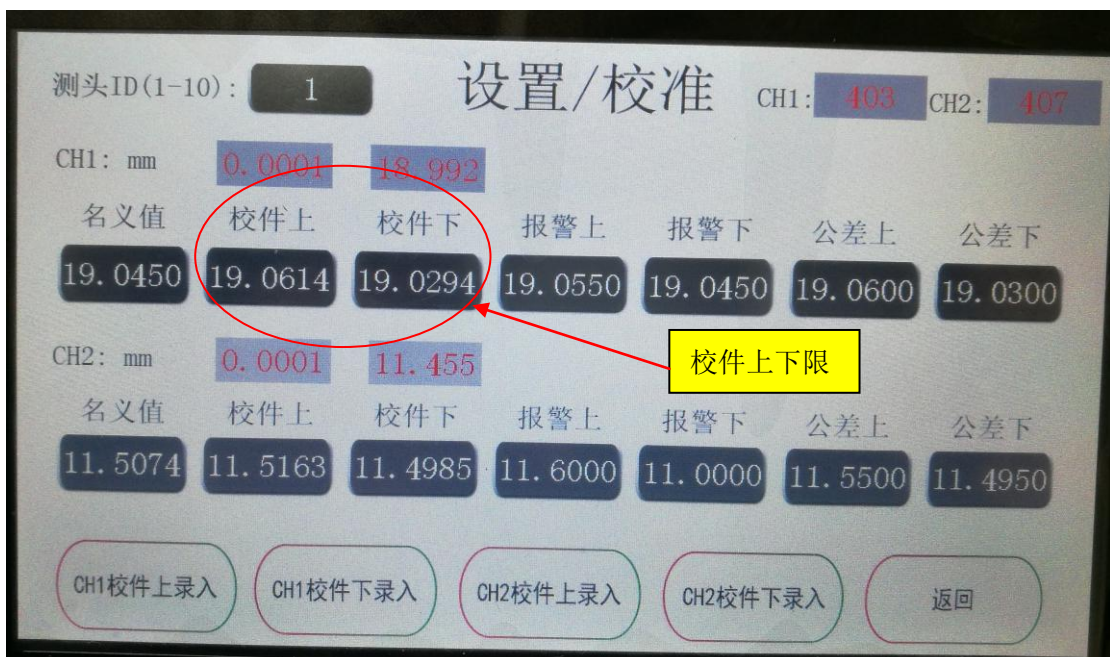 测头ID(1-10): 1 设置/校准 CH1: 403 CH2: 407
CH1: mm 0.0001 18.992
名义值 校件上 校件下 报警上 报警下 公差上 公差下
19.0450 19.0614 19.0294 19.0550 19.0450 19.0600 19.0300
校件上下限
CH2: mm 0.0001 11.455
名义值 校件上 校件下 报警上 报警下 公差上 公差下
11.5074 11.5163 11.4985 11.6000 11.0000 11.5500 11.4950
CH1校件上录入 CH1校件下录入 CH2校件上录入 CH2校件下录入 返回